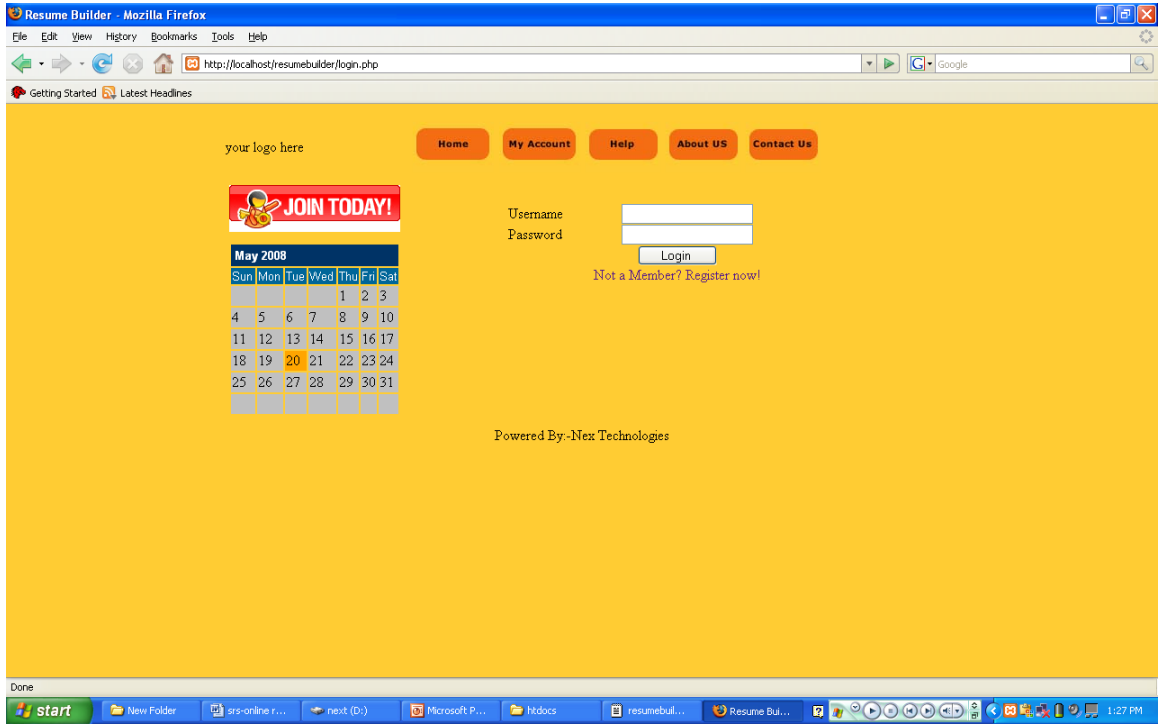 Resume Builder - Mozilla Firefox
File Edit View History Bookmarks Tools Help
http://localhost/resumebuilder/login.php
Google
Getting Started Latest Headlines
your logo here
Home My Account Help About US Contact Us
JOIN TODAY!
Username
Password
Login
Not a Member? Register now!
May 2008
Sun Mon Tue Wed Thu Fri Sat
1 2 3
4 5 6 7 8 9 10
11 12 13 14 15 16 17
18 19 20 21 22 23 24
25 26 27 28 29 30 31
Powered By:-Nex Technologies
Done
start New Folder srs-online r... next (D:) Microsoft P... htdocs resumebuil... Resume Bui... 1:27 PM